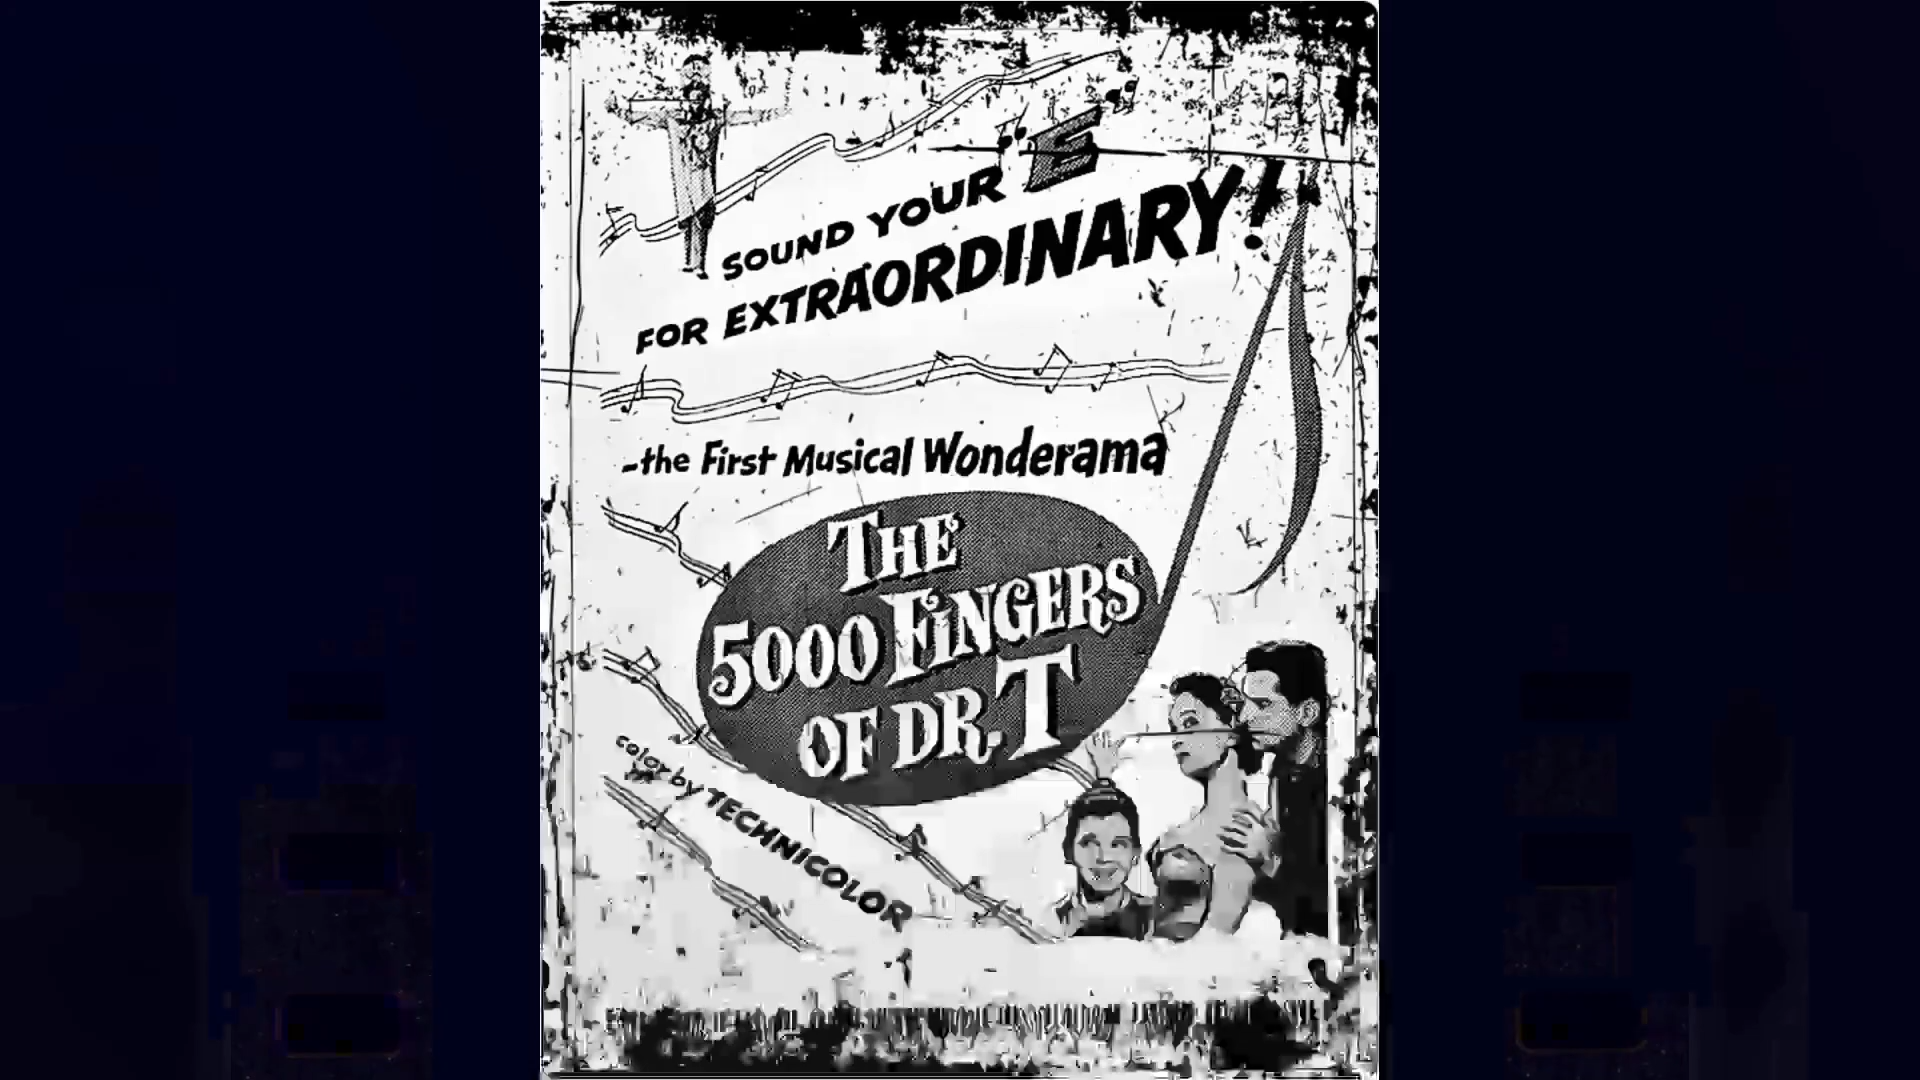 SOUND YOUR "E"
FOR EXTRAORDINARY!
-the First Musical Wonderama
THE
5000 FINGERS
OF DR. T
color by TECHNICOLOR